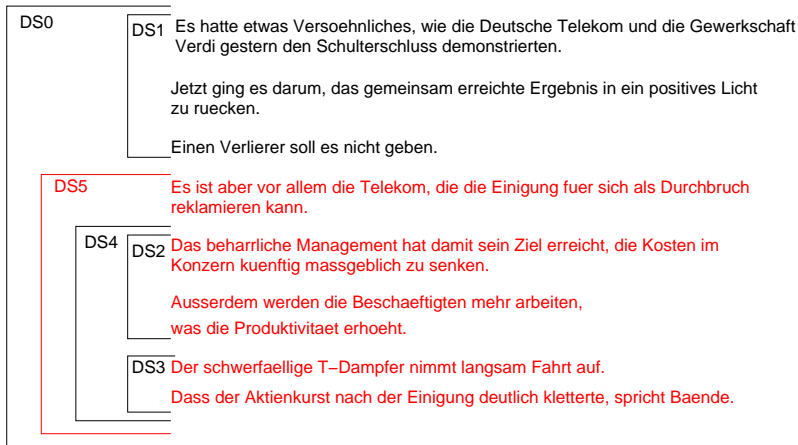 DS0
DS1 Es hatte etwas Versoehnliches, wie die Deutsche Telekom und die Gewerkschaft
Verdi gestern den Schulterschluss demonstrierten.
Jetzt ging es darum, das gemeinsam erreichte Ergebnis in ein positives Licht
zu ruecken.
Einen Verlierer soll es nicht geben.
DS5 Es ist aber vor allem die Telekom, die die Einigung fuer sich als Durchbruch
reklamieren kann.
DS4 DS2 Das beharrliche Management hat damit sein Ziel erreicht, die Kosten im
Konzern kuenftig massgeblich zu senken.
Ausserdem werden die Beschaeftigten mehr arbeiten,
was die Produktivitaet erhoeht.
DS3 Der schwerfaellige T−Dampfer nimmt langsam Fahrt auf.
Dass der Aktienkurst nach der Einigung deutlich kletterte, spricht Baende.